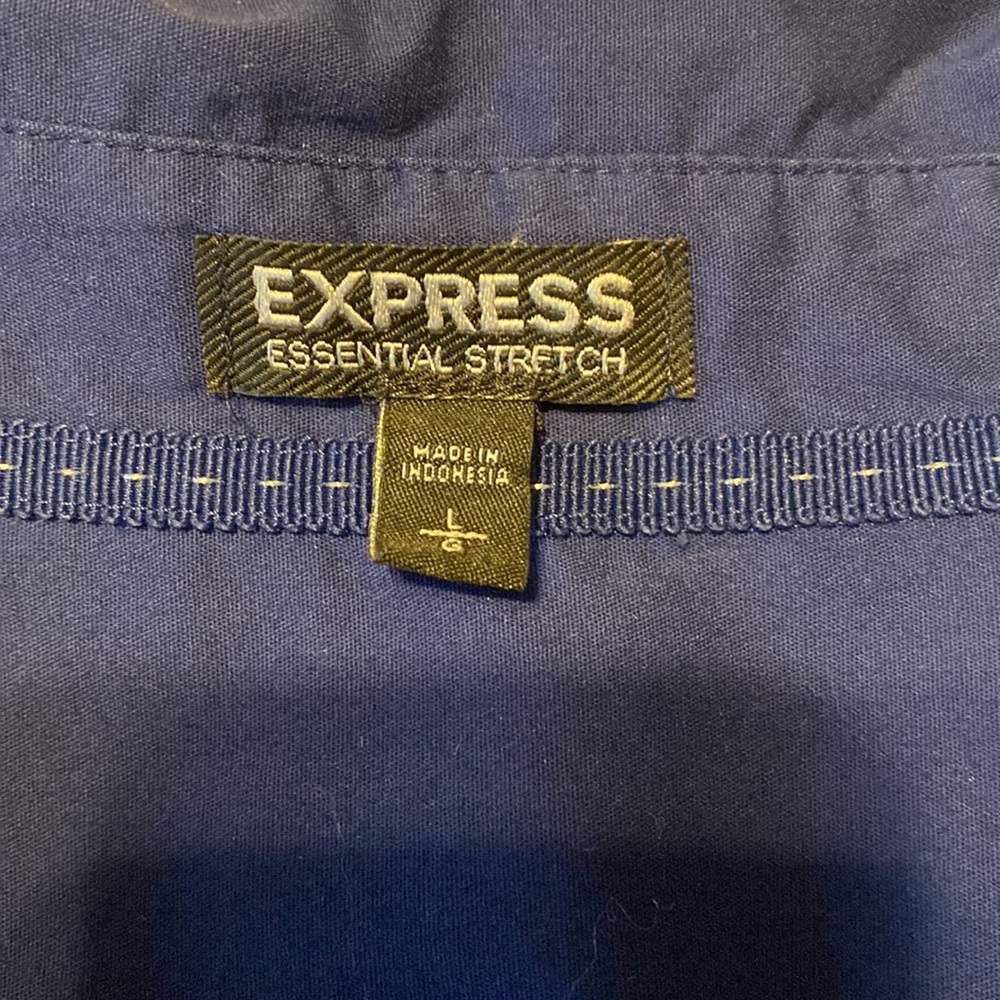 EXPRESS
ESSENTIAL STRETCH
MADE IN
INDONESIA
L
G